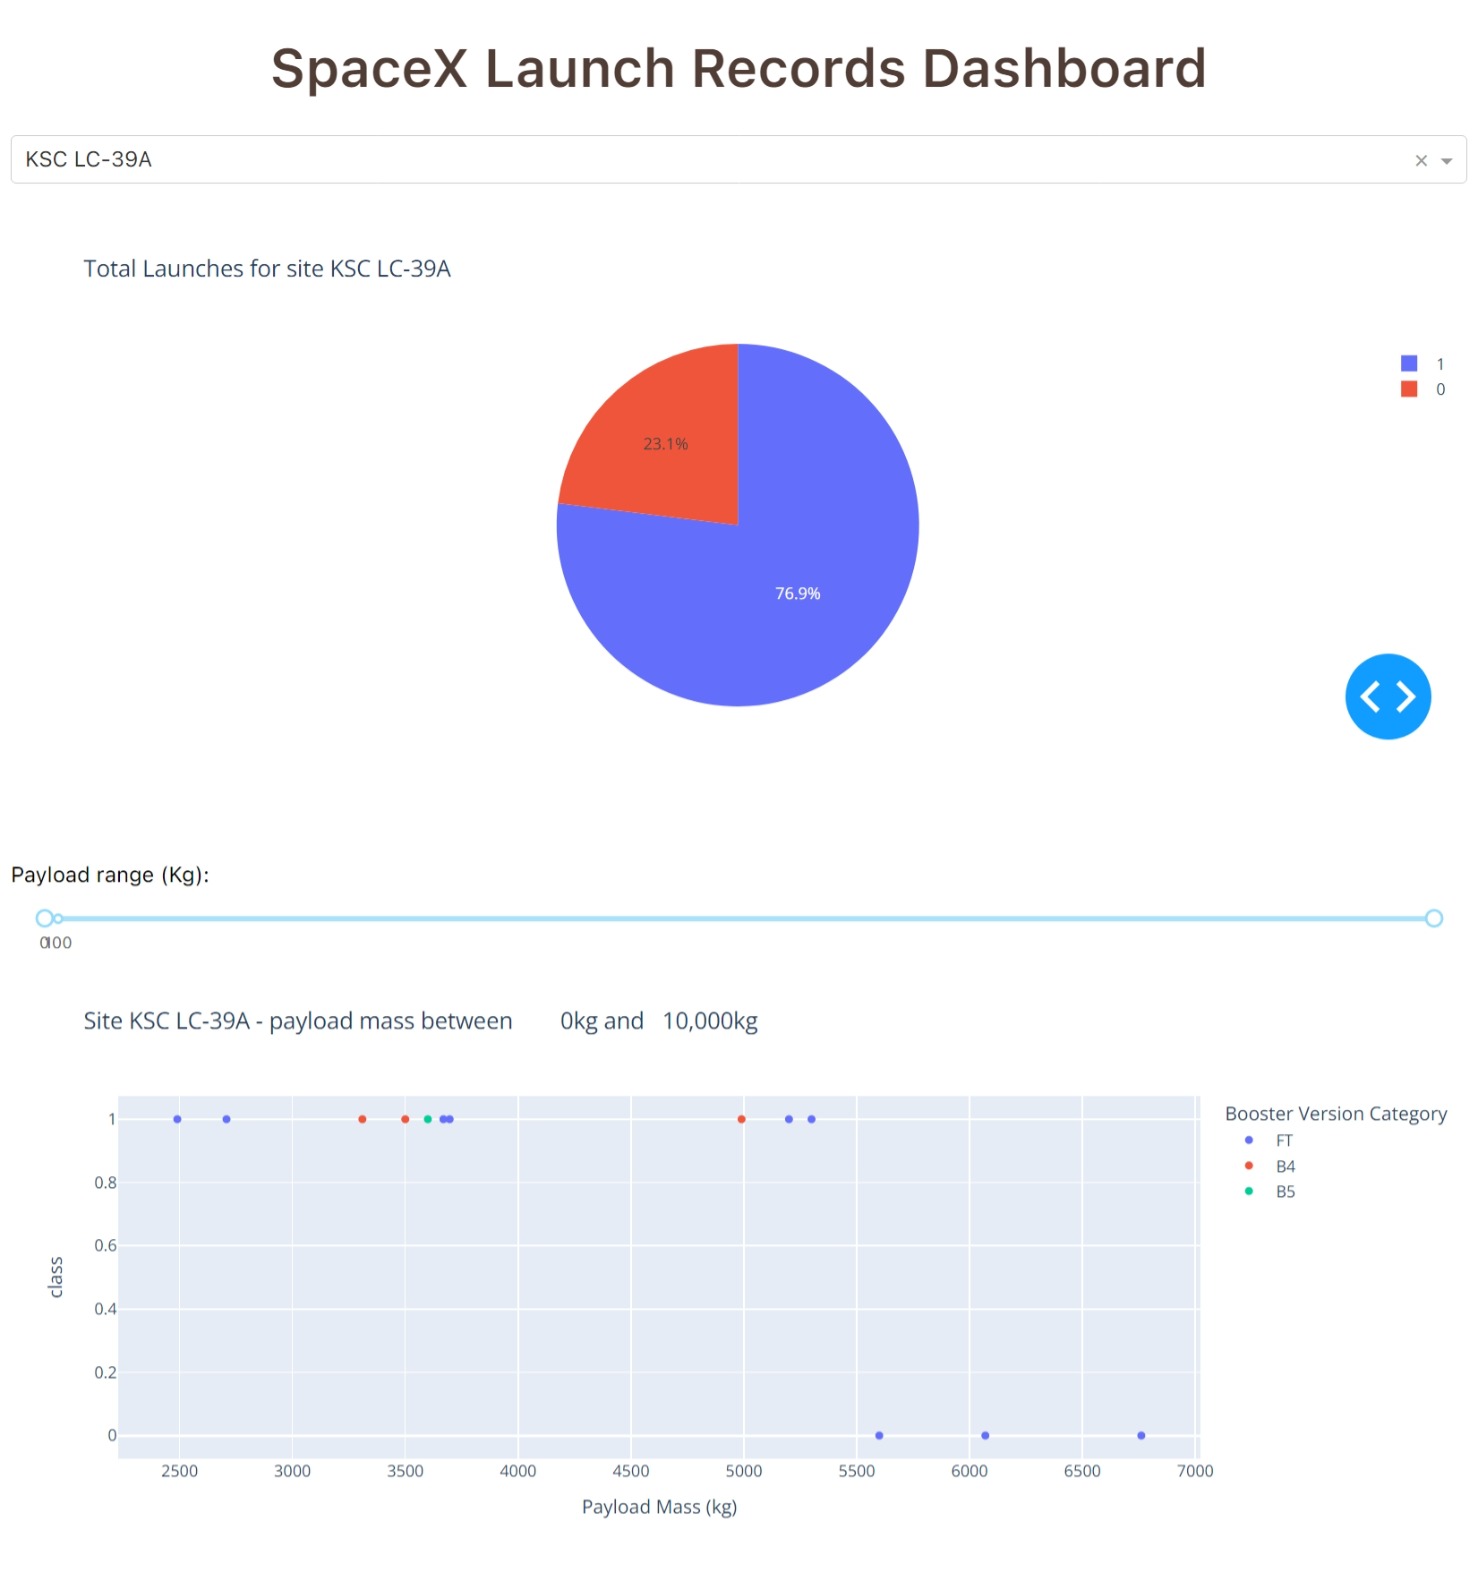 SpaceX Launch Records Dashboard
KSC LC-39A
Total Launches for site KSC LC-39A
1
0
23.1%
76.9%
Payload range (Kg):
0 100
Site KSC LC-39A - payload mass between 0kg and 10,000kg
Booster Version Category
FT
B4
B5
class
1
0.8
0.6
0.4
0.2
0
2500 3000 3500 4000 4500 5000 5500 6000 6500 7000
Payload Mass (kg)